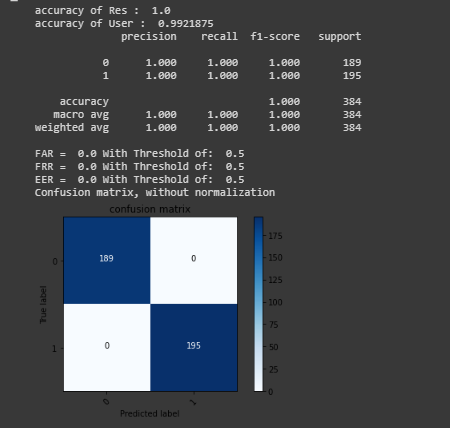 accuracy of Res :  1.0
accuracy of User :  0.9921875
precision    recall  f1-score   support
0      1.000     1.000     1.000       189
1      1.000     1.000     1.000       195
accuracy                          1.000       384
macro avg      1.000     1.000     1.000       384
weighted avg      1.000     1.000     1.000       384
FAR =  0.0 With Threshold of:  0.5
FRR =  0.0 With Threshold of:  0.5
EER =  0.0 With Threshold of:  0.5
Confusion matrix, without normalization
confusion matrix
175
150
125
100
75
50
25
0
True label
0
1
189 0
0 195
0 1
Predicted label